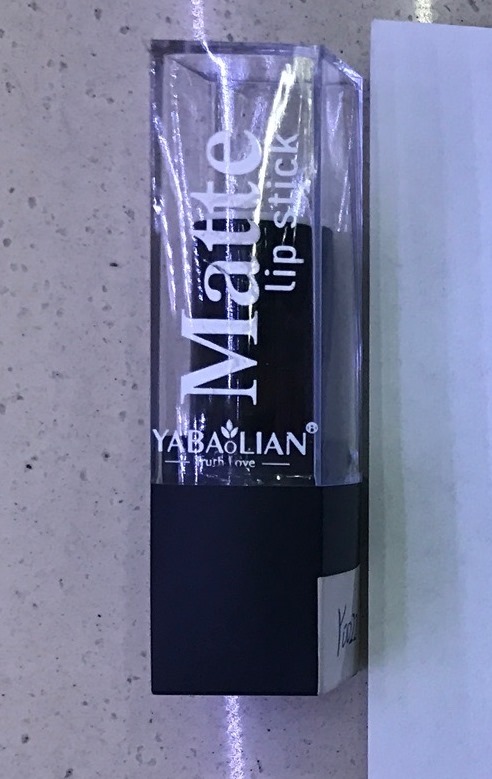 Matte
lip stick
YABAOLIAN®
Truth Love